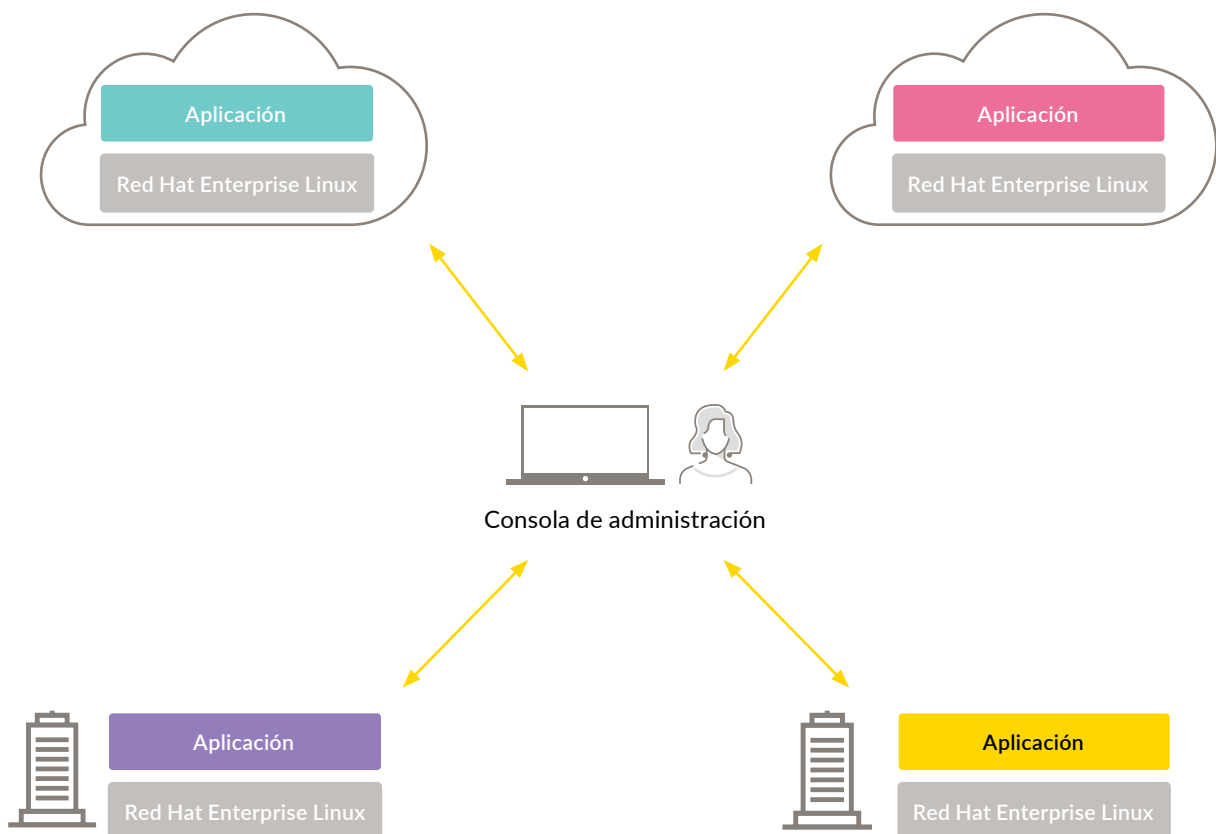 Aplicación
Red Hat Enterprise Linux
Aplicación
Red Hat Enterprise Linux
Consola de administración
Aplicación
Red Hat Enterprise Linux
Aplicación
Red Hat Enterprise Linux